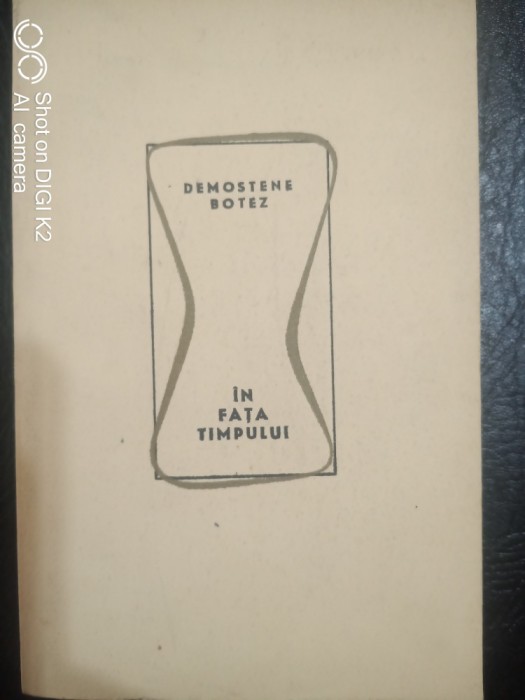 DEMOSTENE
BOTEZ
ÎN
FAȚA
TIMPULUI
Shot on DIGI K2
AI camera